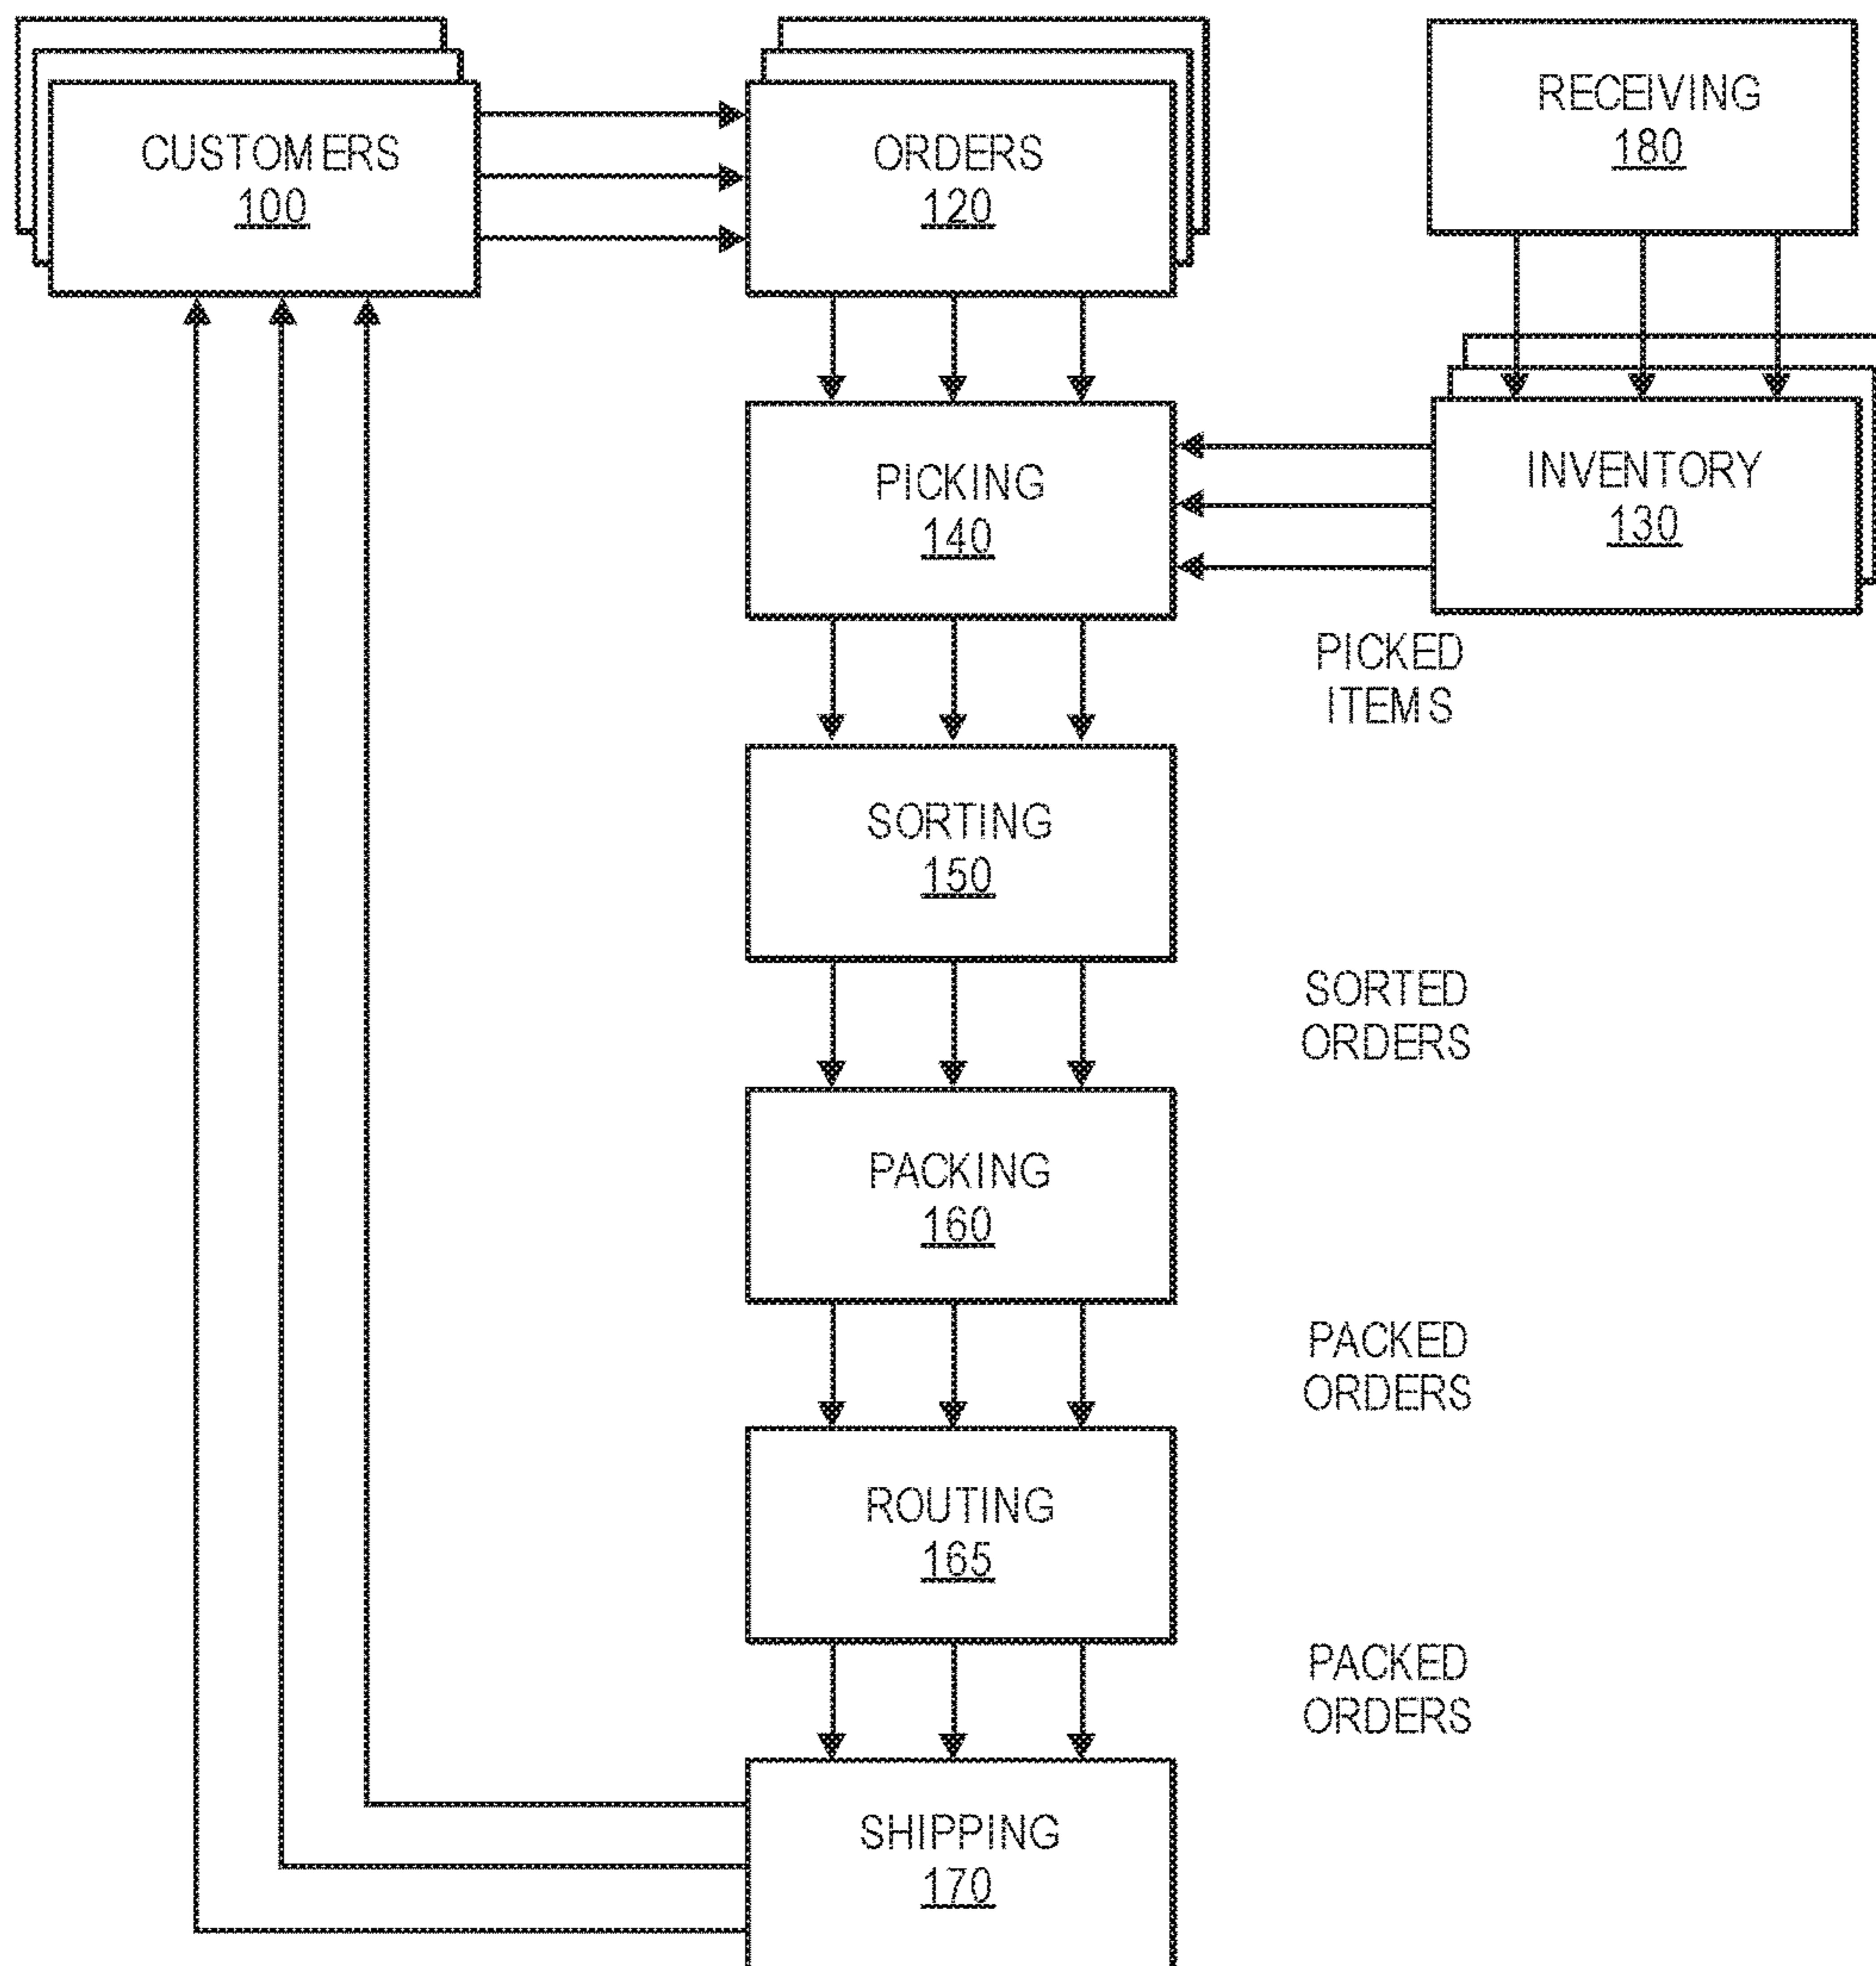 CUSTOMERS
100
ORDERS
120
RECEIVING
180
PICKING
140
INVENTORY
130
PICKED
ITEMS
SORTING
150
SORTED
ORDERS
PACKING
160
PACKED
ORDERS
ROUTING
165
PACKED
ORDERS
SHIPPING
170